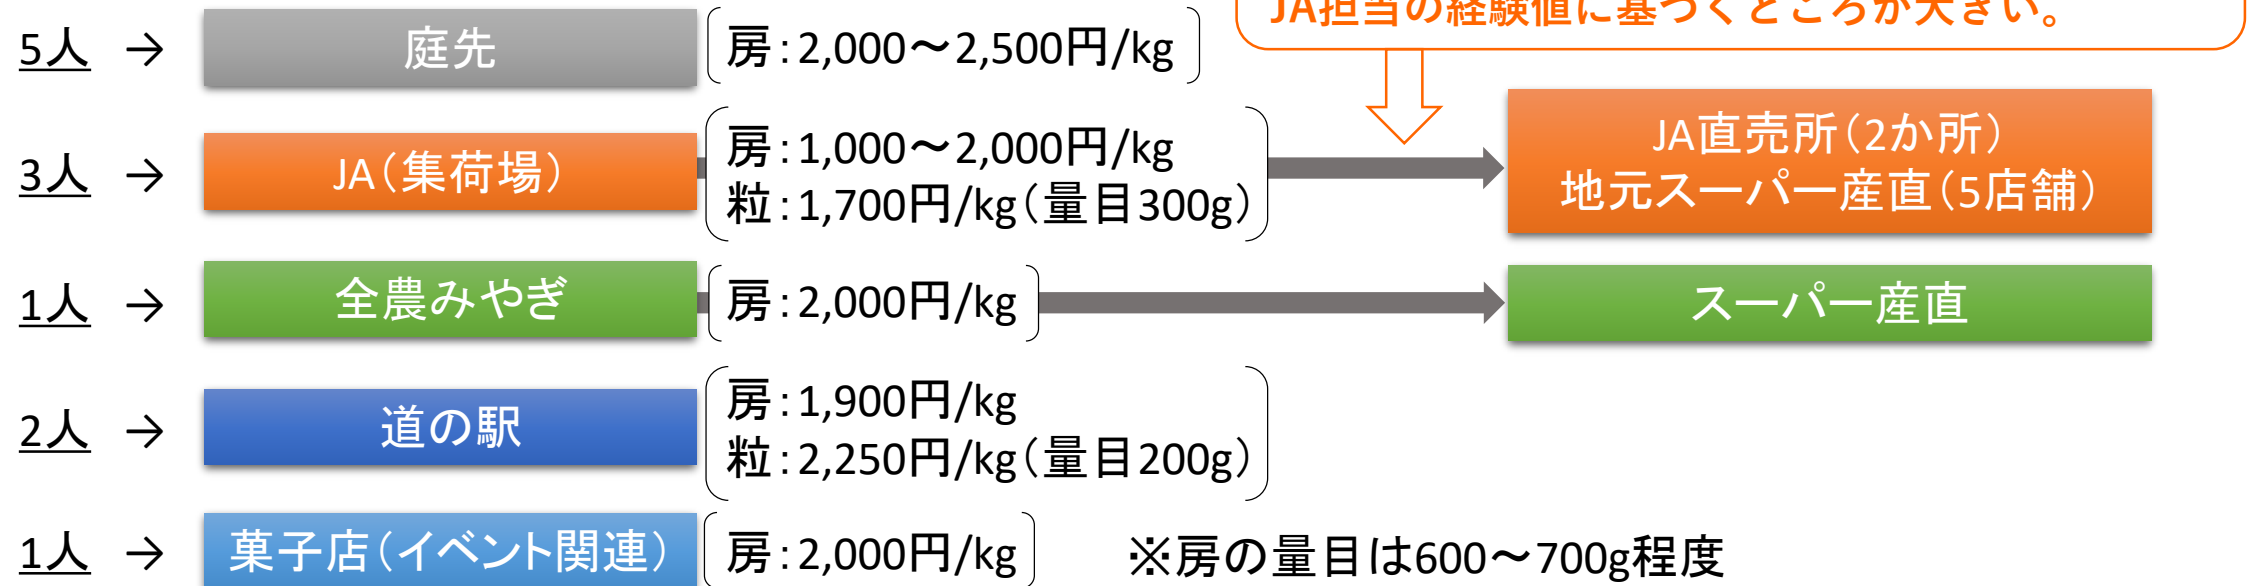 JA担当の経験値に基づくところが大きい。
5人 → 庭先 房:2,000～2,500円/kg
3人 → JA(集荷場) 房:1,000～2,000円/kg
粒:1,700円/kg(量目300g)
JA直売所(2か所)
地元スーパー産直(5店舗)
1人 → 全農みやぎ 房:2,000円/kg スーパー産直
2人 → 道の駅 房:1,900円/kg
粒:2,250円/kg(量目200g)
1人 → 菓子店(イベント関連) 房:2,000円/kg ※房の量目は600～700g程度